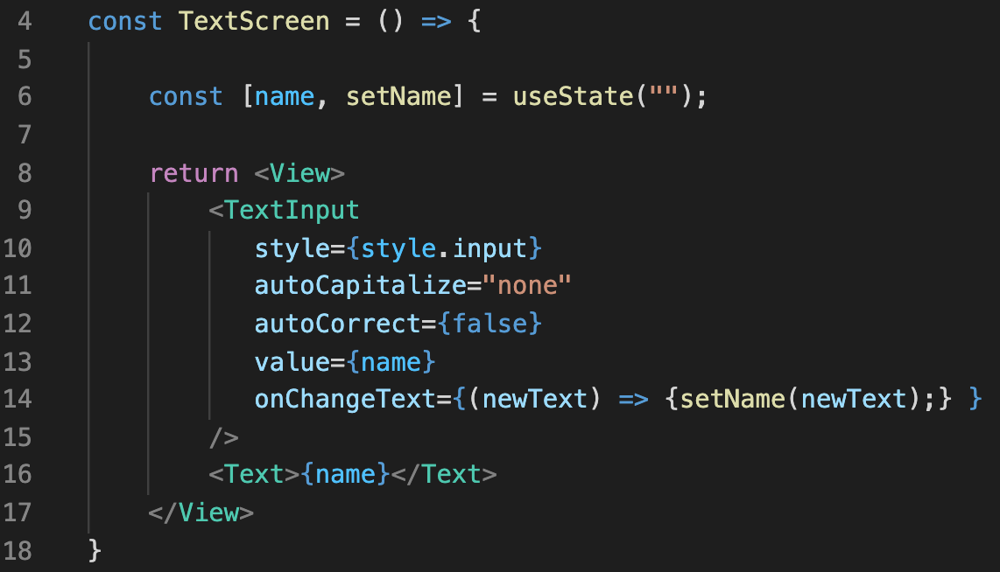 4 const TextScreen = () => {
5
6 const [name, setName] = useState("");
7
8 return <View>
9 <TextInput
10 style={style.input}
11 autoCapitalize="none"
12 autoCorrect={false}
13 value={name}
14 onChangeText={(newText) => {setName(newText);} }
15 />
16 <Text>{name}</Text>
17 </View>
18 }